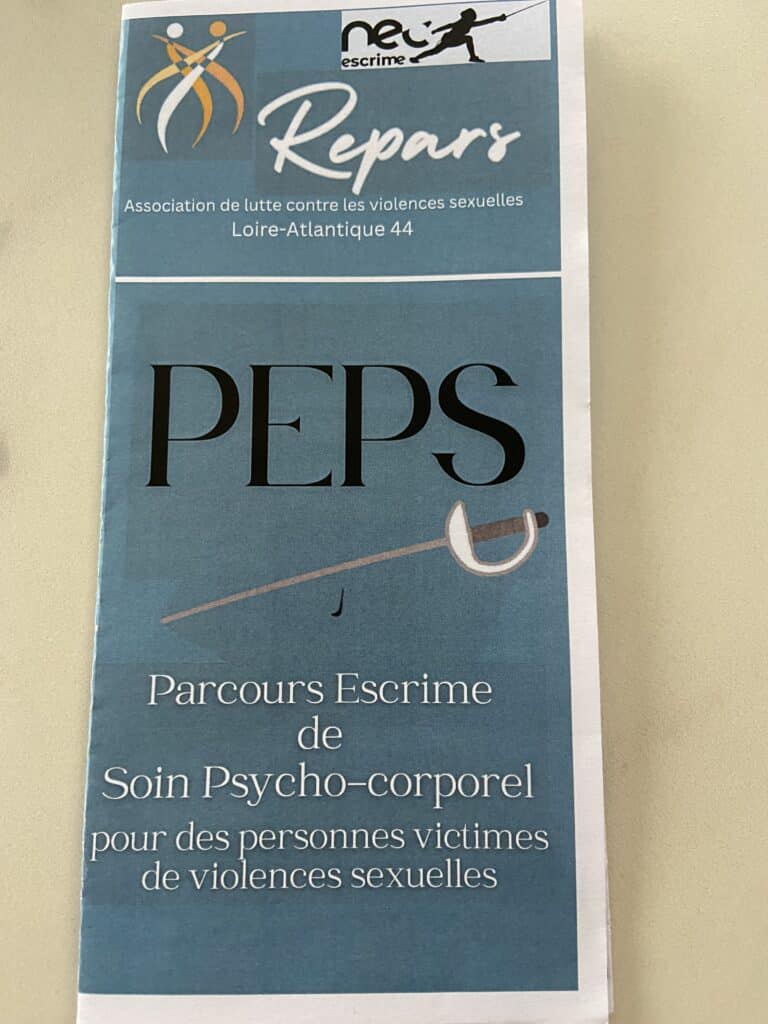 nec
escrime
Repars
Association de lutte contre les violences sexuelles
Loire-Atlantique 44
PEPS
Parcours Escrime
de
Soin Psycho-corporel
pour des personnes victimes
de violences sexuelles